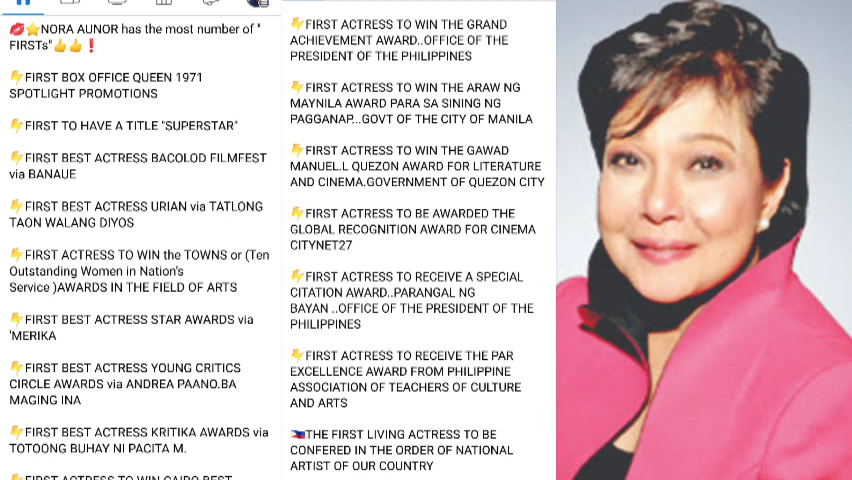 NORA AUNOR has the most number of "
FIRSTs"
FIRST BOX OFFICE QUEEN 1971
SPOTLIGHT PROMOTIONS
FIRST TO HAVE A TITLE "SUPERSTAR"
FIRST BEST ACTRESS BACOLOD FILMFEST
via BANAUE
FIRST BEST ACTRESS URIAN via TATLONG
TAON WALANG DIYOS
FIRST ACTRESS TO WIN the TOWNS or (Ten
Outstanding Women in Nation's
Service )AWARDS IN THE FIELD OF ARTS
FIRST BEST ACTRESS STAR AWARDS via
'MERIKA
FIRST BEST ACTRESS YOUNG CRITICS
CIRCLE AWARDS via ANDREA PAANO.BA
MAGING INA
FIRST BEST ACTRESS KRITIKA AWARDS via
TOTOONG BUHAY NI PACITA M.
FIRST ACTRESS TO WIN CAIRO BEST
FIRST ACTRESS TO WIN THE GRAND
ACHIEVEMENT AWARD..OFFICE OF THE
PRESIDENT OF THE PHILIPPINES
FIRST ACTRESS TO WIN THE ARAW NG
MAYNILA AWARD PARA SA SINING NG
PAGGANAP...GOVT OF THE CITY OF MANILA
FIRST ACTRESS TO WIN THE GAWAD
MANUEL.L QUEZON AWARD FOR LITERATURE
AND CINEMA.GOVERNMENT OF QUEZON CITY
FIRST ACTRESS TO BE AWARDED THE
GLOBAL RECOGNITION AWARD FOR CINEMA
CITYNET27
FIRST ACTRESS TO RECEIVE A SPECIAL
CITATION AWARD..PARANGAL NG
BAYAN ..OFFICE OF THE PRESIDENT OF THE
PHILIPPINES
FIRST ACTRESS TO RECEIVE THE PAR
EXCELLENCE AWARD FROM PHILIPPINE
ASSOCIATION OF TEACHERS OF CULTURE
AND ARTS
THE FIRST LIVING ACTRESS TO BE
CONFERED IN THE ORDER OF NATIONAL
ARTIST OF OUR COUNTRY